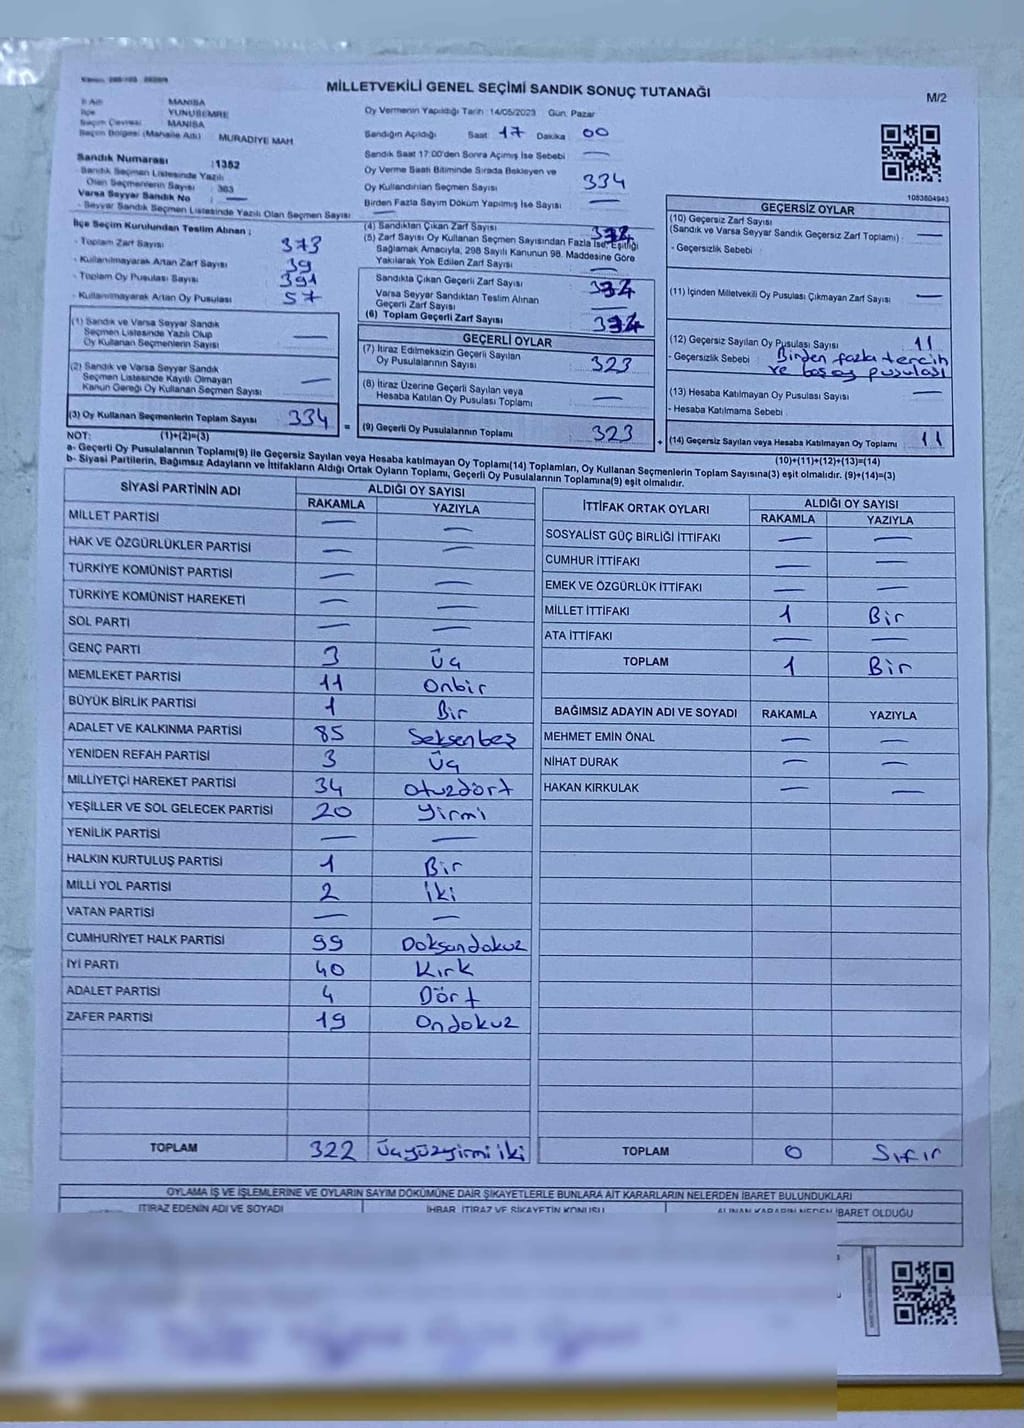 MİLLETVEKİLİ GENEL SEÇİMİ SANDIK SONUÇ TUTANAĞI
M/2
İl Adı : MANİSA
İlçe : YUNUSEMRE
Seçim Çevresi : MANİSA
Seçim Bölgesi (Mahalle Adı) : MURADİYE MAH
Oy Vermenin Yapıldığı Tarih : 14/05/2023 Gün: Pazar
Sandığın Açıldığı Saat 17 Dakika 00
Sandık Saat 17:00'den Sonra Açımış İse Sebebi —
Oy Verme Saati Bitiminde Sırada Bekleyen ve
Oy Kullandırılan Seçmen Sayısı 334
Birden Fazla Sayım Döküm Yapılmış İse Sayısı —
Sandık Numarası : 1352
Sandık Seçmen Listesinde Yazılı
Olan Seçmenlerin Sayısı : 363
Varsa Seyyar Sandık No —
- Seyyar Sandık Seçmen Listesinde Yazılı Olan Seçmen Sayısı —
1083804943
İlçe Seçim Kurulundan Teslim Alınan ;
- Toplam Zarf Sayısı 373
- Kullanılmayarak Artan Zarf Sayısı 39
- Toplam Oy Pusulası Sayısı 391
- Kullanılmayarak Artan Oy Pusulası 57
(1) Sandık ve Varsa Seyyar Sandık
Seçmen Listesinde Yazılı Olup
Oy Kullanan Seçmenlerin Sayısı —
(2) Sandık ve Varsa Seyyar Sandık
Seçmen Listesinde Kayıtlı Olmayan
Kanun Gereği Oy Kullanan Seçmen Sayısı —
(3) Oy Kullanan Seçmenlerin Toplam Sayısı 334 =
(1)+(2)=(3)
(4) Sandıktan Çıkan Zarf Sayısı 334
(5) Zarf Sayısı Oy Kullanan Seçmen Sayısından Fazla İse, Eşitliği
Sağlamak Amacıyla, 298 Sayılı Kanunun 98. Maddesine Göre
Yakılarak Yok Edilen Zarf Sayısı —
Sandıkta Çıkan Geçerli Zarf Sayısı 334
Varsa Seyyar Sandıktan Teslim Alınan
Geçerli Zarf Sayısı —
(6) Toplam Geçerli Zarf Sayısı 334
GEÇERLİ OYLAR
(7) İtiraz Edilmeksizin Geçerli Sayılan
Oy Pusulalarının Sayısı 323
(8) İtiraz Üzerine Geçerli Sayılan veya
Hesaba Katılan Oy Pusulası Toplamı —
(9) Geçerli Oy Pusulalarının Toplamı 323 +
GEÇERSİZ OYLAR
(10) Geçersiz Zarf Sayısı
(Sandık ve Varsa Seyyar Sandık Geçersiz Zarf Toplamı) —
- Geçersizlik Sebebi :
(11) İçinden Milletvekili Oy Pusulası Çıkmayan Zarf Sayısı —
(12) Geçersiz Sayılan Oy Pusulası Sayısı 11
- Geçersizlik Sebebi : Birden fazla tercih
ve boş oy pusulası
(13) Hesaba Katılmayan Oy Pusulası Sayısı —
- Hesaba Katılmama Sebebi :
(14) Geçersiz Sayılan veya Hesaba Katılmayan Oy Toplamı 11
(10)+(11)+(12)+(13)=(14)
NOT:
a- Geçerli Oy Pusulalarının Toplamı(9) ile Geçersiz Sayılan veya Hesaba katılmayan Oy Toplamı(14) Toplamları, Oy Kullanan Seçmenlerin Toplam Sayısına(3) eşit olmalıdır. (9)+(14)=(3)
b- Siyasi Partilerin, Bağımsız Adayların ve İttifakların Aldığı Ortak Oyların Toplamı, Geçerli Oy Pusulalarının Toplamına(9) eşit olmalıdır.
SİYASİ PARTİNİN ADI ALDIĞI OY SAYISI
RAKAMLA YAZIYLA
MİLLET PARTİSİ — —
HAK VE ÖZGÜRLÜKLER PARTİSİ — —
TÜRKİYE KOMÜNİST PARTİSİ — —
TÜRKİYE KOMÜNİST HAREKETİ — —
SOL PARTİ — —
GENÇ PARTİ 3 Üç
MEMLEKET PARTİSİ 11 Onbir
BÜYÜK BİRLİK PARTİSİ 1 Bir
ADALET VE KALKINMA PARTİSİ 85 Seksenbeş
YENİDEN REFAH PARTİSİ 3 Üç
MİLLİYETÇİ HAREKET PARTİSİ 34 otuzdört
YEŞİLLER VE SOL GELECEK PARTİSİ 20 Yirmi
YENİLİK PARTİSİ — —
HALKIN KURTULUŞ PARTİSİ 1 Bir
MİLLİ YOL PARTİSİ 2 İki
VATAN PARTİSİ — —
CUMHURİYET HALK PARTİSİ 99 Doksandokuz
İYİ PARTİ 40 Kırk
ADALET PARTİSİ 4 Dört
ZAFER PARTİSİ 19 Ondokuz
TOPLAM 322 Üçyüzyirmi iki
İTTİFAK ORTAK OYLARI ALDIĞI OY SAYISI
RAKAMLA YAZIYLA
SOSYALİST GÜÇ BİRLİĞİ İTTİFAKI — —
CUMHUR İTTİFAKI — —
EMEK VE ÖZGÜRLÜK İTTİFAKI — —
MİLLET İTTİFAKI 1 Bir
ATA İTTİFAKI — —
TOPLAM 1 Bir
BAĞIMSIZ ADAYIN ADI VE SOYADI RAKAMLA YAZIYLA
MEHMET EMİN ÖNAL — —
NİHAT DURAK — —
HAKAN KIRKULAK — —
TOPLAM 0 Sıfır
OYLAMA İŞ VE İŞLEMLERİNE VE OYLARIN SAYIM DÖKÜMÜNE DAİR ŞİKAYETLERLE BUNLARA AİT KARARLARIN NELERDEN İBARET BULUNDUKLARI
İTİRAZ EDENİN ADI VE SOYADI İHBAR, İTİRAZ VE ŞİKAYETİN KONUSU ALINAN KARARIN NEDEN İBARET OLDUĞU